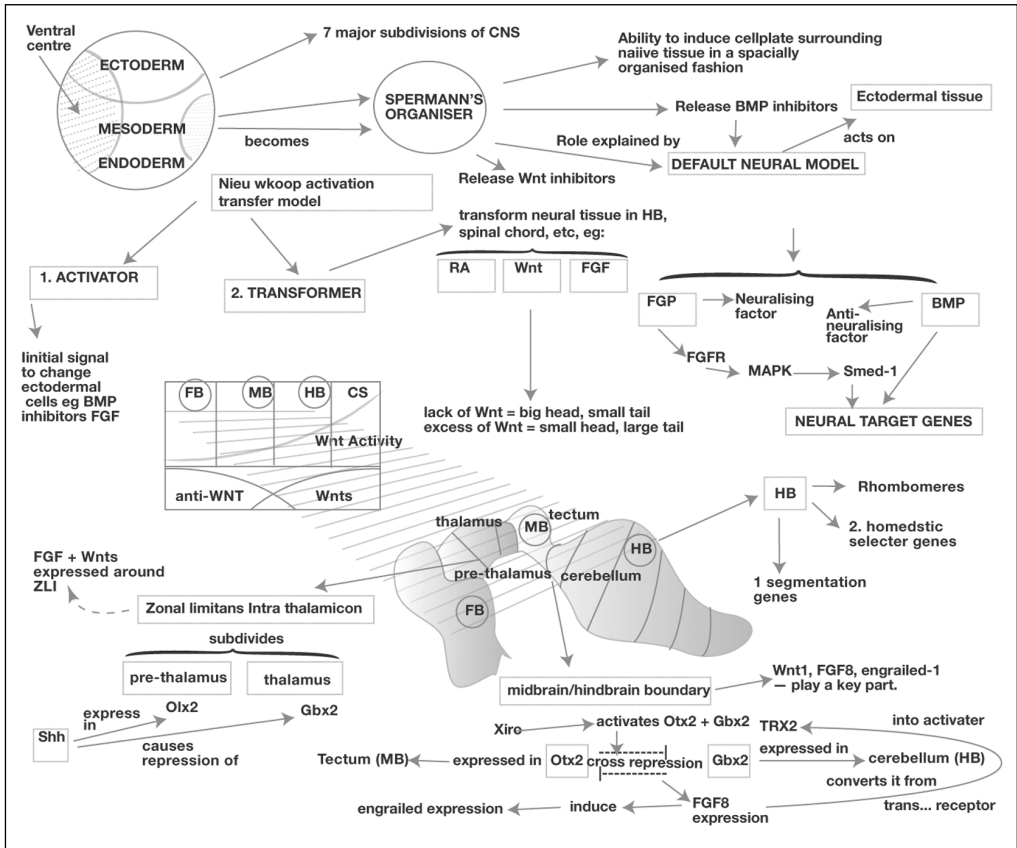 Ventral
centre
ECTODERM
MESODERM
ENDODERM
7 major subdivisions of CNS
becomes
SPERMANN'S
ORGANISER
Ability to induce cellplate surrounding
naiive tissue in a spacially
organised fashion
Release BMP inhibitors
Ectodermal tissue
Role explained by
acts on
DEFAULT NEURAL MODEL
Release Wnt inhibitors
Nieu wkoop activation
transfer model
transform neural tissue in HB,
spinal chord, etc, eg:
1. ACTIVATOR
2. TRANSFORMER
RA
Wnt
FGF
FGP
Neuralising
factor
Anti-
neuralising
factor
BMP
Iinitial signal
to change
ectodermal
cells eg BMP
inhibitors FGF
FGFR
MAPK
Smed-1
NEURAL TARGET GENES
FB
MB
HB
CS
Wnt Activity
anti-WNT
Wnts
lack of Wnt = big head, small tail
excess of Wnt = small head, large tail
HB
Rhombomeres
2. homedstic
selecter genes
1 segmentation
genes
thalamus
MB
tectum
HB
pre-thalamus
cerebellum
FB
FGF + Wnts
expressed around
ZLI
Zonal limitans Intra thalamicon
subdivides
pre-thalamus
thalamus
midbrain/hindbrain boundary
Wnt1, FGF8, engrailed-1
— play a key part.
Shh
express
in
Olx2
Gbx2
causes
repression of
Xiro
activates Otx2 + Gbx2
TRX2
into activater
Tectum (MB)
expressed in
Otx2
cross repression
Gbx2
expressed in
cerebellum (HB)
converts it from
engrailed expression
induce
FGF8
expression
trans... receptor